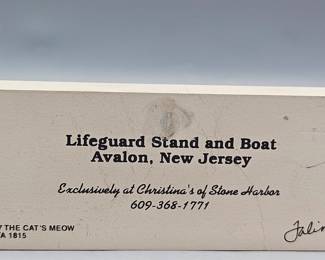 Lifeguard Stand and Boat
Avalon, New Jersey
Exclusively at Christina's of Stone Harbor
609-368-1771
THE CAT'S MEOW
A 1815